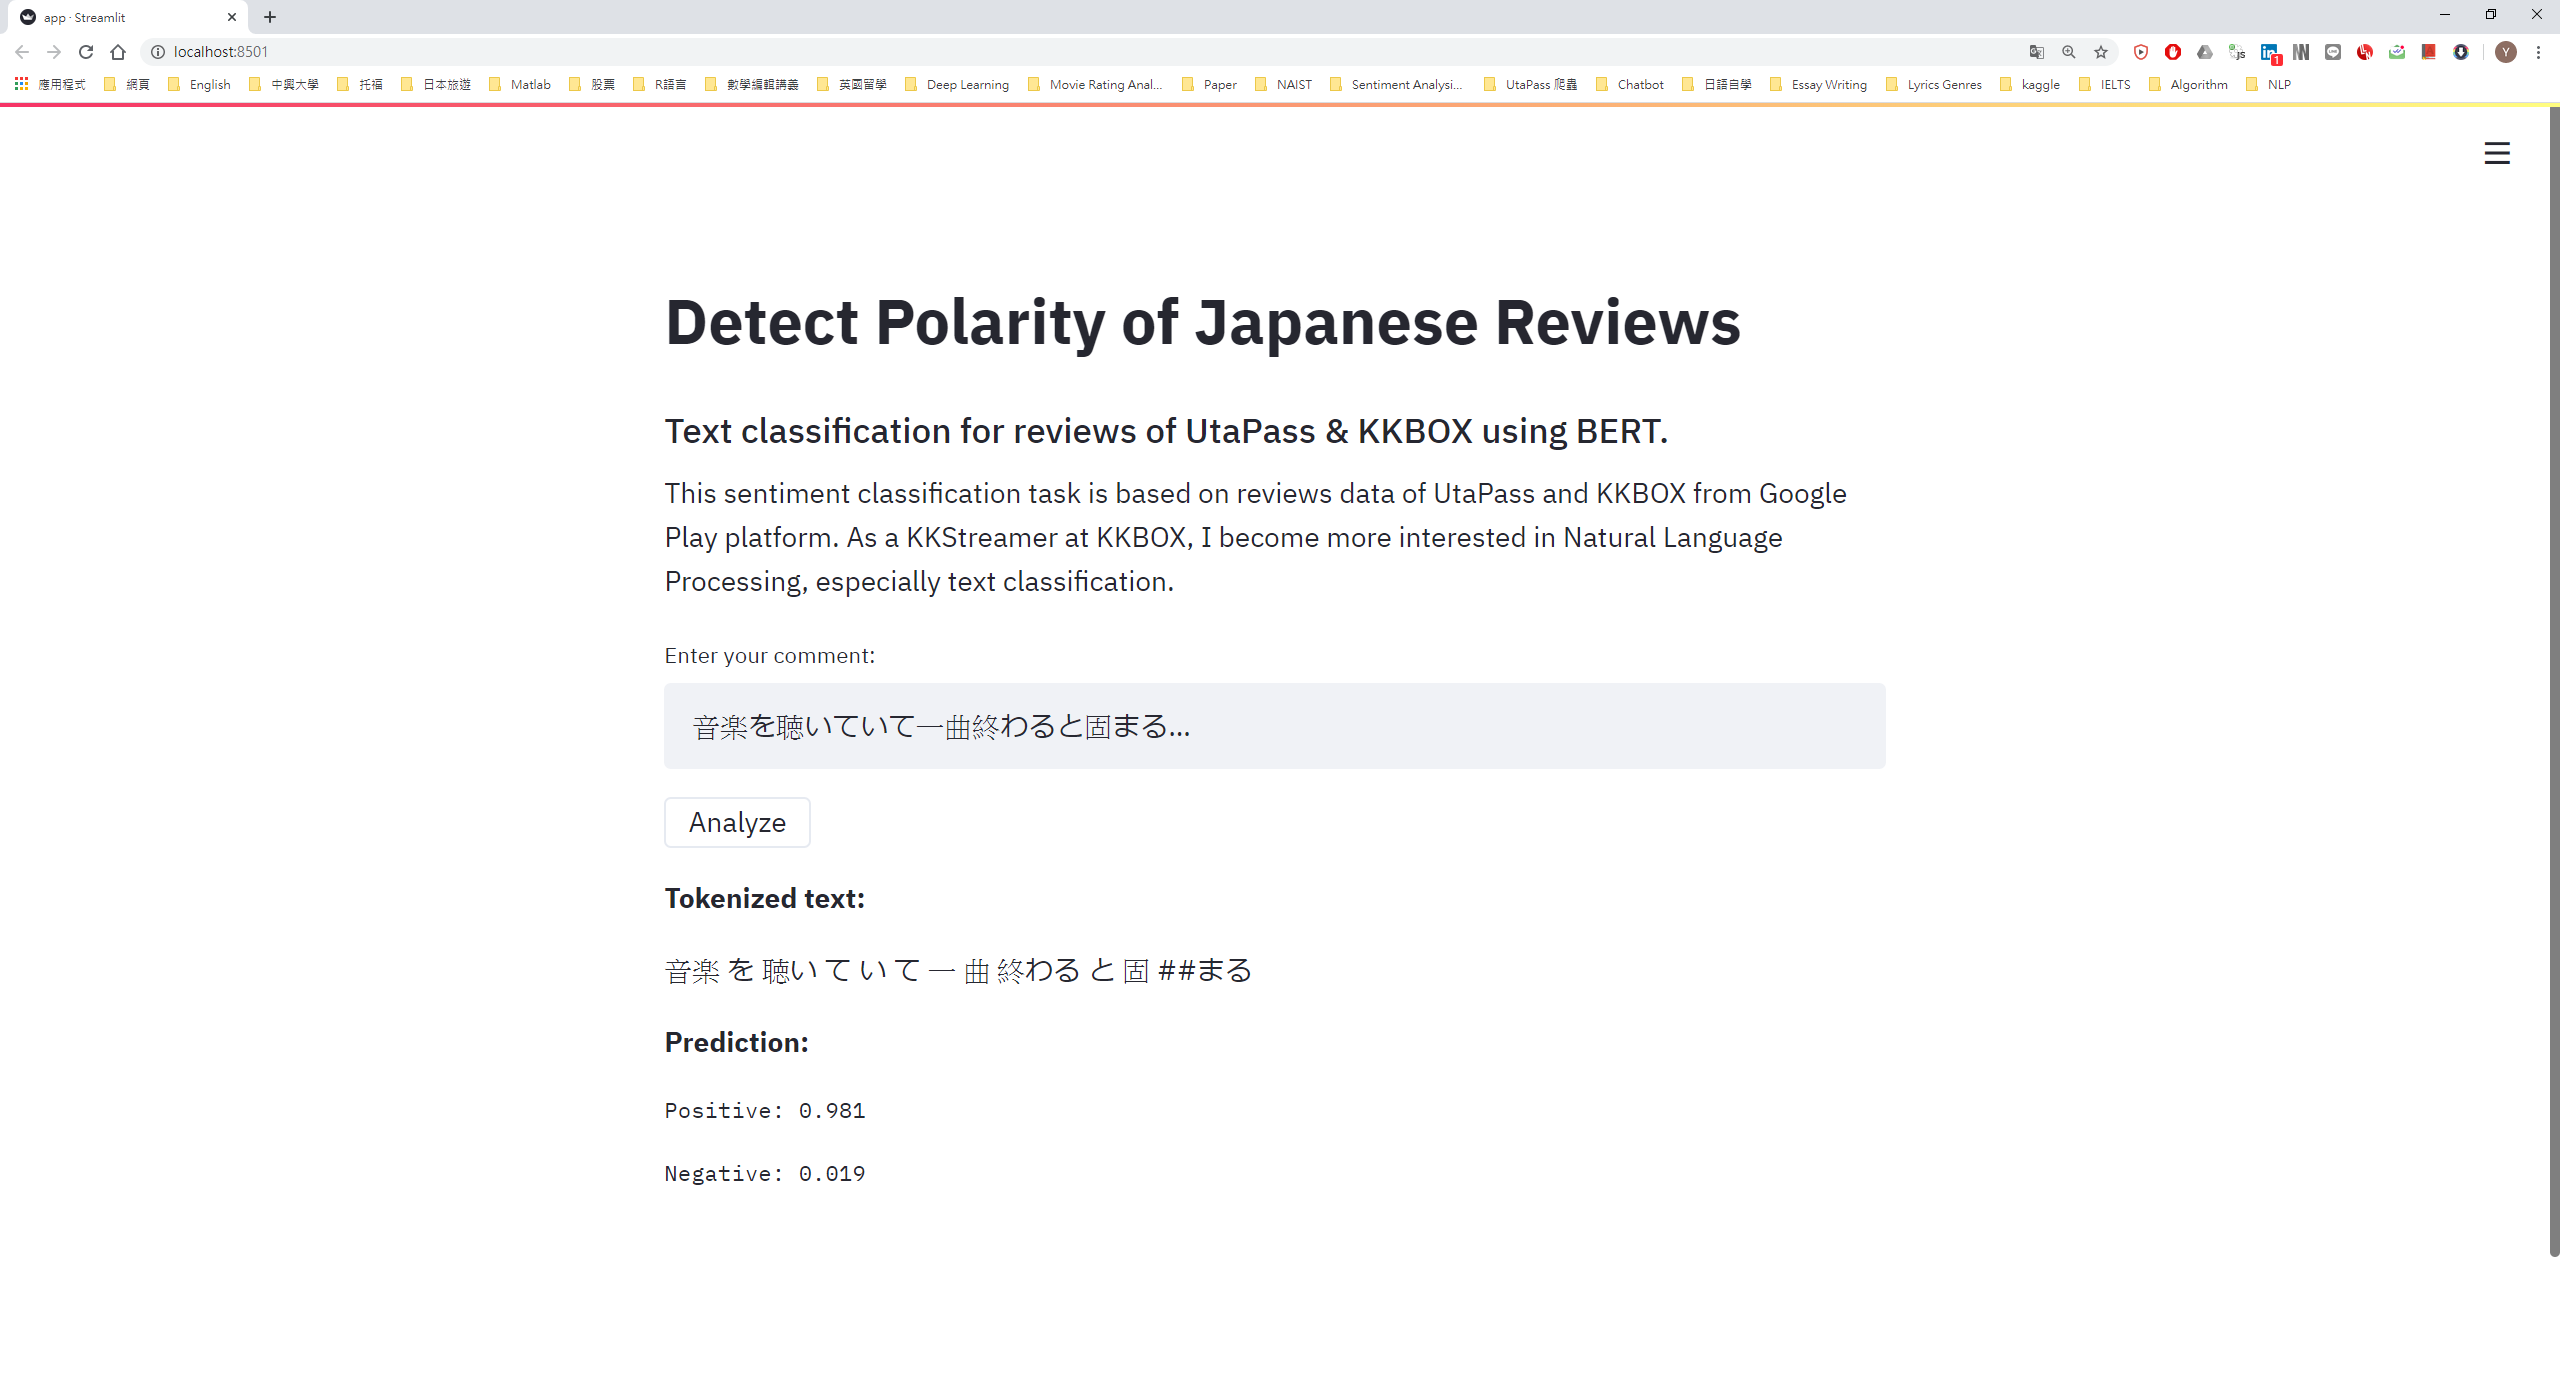 app · Streamlit
localhost:8501
1
Y
應用程式 網頁 English 中興大學 托福 日本旅遊 Matlab 股票 R語言 數學編輯講義 英國留學 Deep Learning Movie Rating Anal... Paper NAIST Sentiment Analysi... UtaPass 爬蟲 Chatbot 日語自學 Essay Writing Lyrics Genres kaggle IELTS Algorithm NLP
Detect Polarity of Japanese Reviews
Text classification for reviews of UtaPass & KKBOX using BERT.
This sentiment classification task is based on reviews data of UtaPass and KKBOX from Google
Play platform. As a KKStreamer at KKBOX, I become more interested in Natural Language
Processing, especially text classification.
Enter your comment:
音楽を聴いていて一曲終わると固まる...
Analyze
Tokenized text:
音楽 を 聴い て い て 一 曲 終わる と 固 ##まる
Prediction:
Positive: 0.981
Negative: 0.019